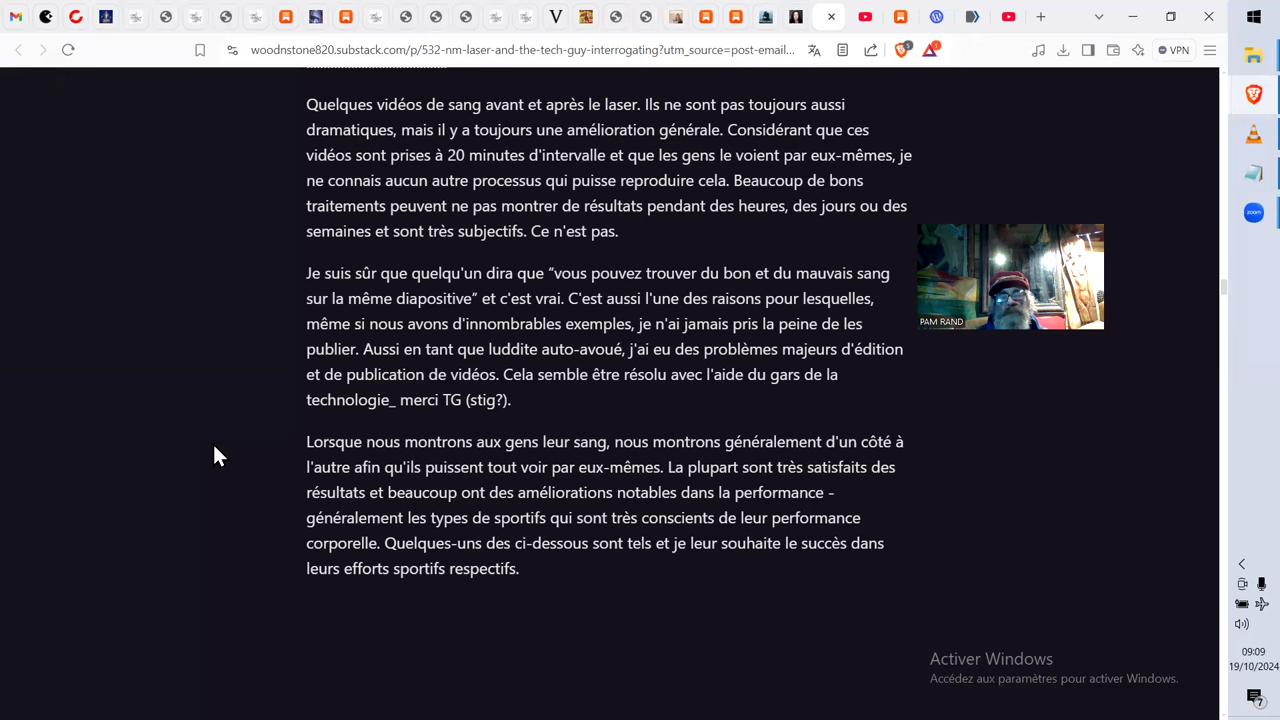 woodnstone820.substack.com/p/532-nm-laser-and-the-tech-guy-interrogating?utm_source=post-email...
VPN
Quelques vidéos de sang avant et après le laser. Ils ne sont pas toujours aussi
dramatiques, mais il y a toujours une amélioration générale. Considérant que ces
vidéos sont prises à 20 minutes d'intervalle et que les gens le voient par eux-mêmes, je
ne connais aucun autre processus qui puisse reproduire cela. Beaucoup de bons
traitements peuvent ne pas montrer de résultats pendant des heures, des jours ou des
semaines et sont très subjectifs. Ce n'est pas.
Je suis sûr que quelqu'un dira que “vous pouvez trouver du bon et du mauvais sang
sur la même diapositive” et c'est vrai. C'est aussi l'une des raisons pour lesquelles,
même si nous avons d'innombrables exemples, je n'ai jamais pris la peine de les
publier. Aussi en tant que luddite auto-avoué, j'ai eu des problèmes majeurs d'édition
et de publication de vidéos. Cela semble être résolu avec l'aide du gars de la
technologie_ merci TG (stig?).
Lorsque nous montrons aux gens leur sang, nous montrons généralement d'un côté à
l'autre afin qu'ils puissent tout voir par eux-mêmes. La plupart sont très satisfaits des
résultats et beaucoup ont des améliorations notables dans la performance -
généralement les types de sportifs qui sont très conscients de leur performance
corporelle. Quelques-uns des ci-dessous sont tels et je leur souhaite le succès dans
leurs efforts sportifs respectifs.
PAM RAND
Activer Windows
Accédez aux paramètres pour activer Windows.
zoom
09:09
19/10/2024
7